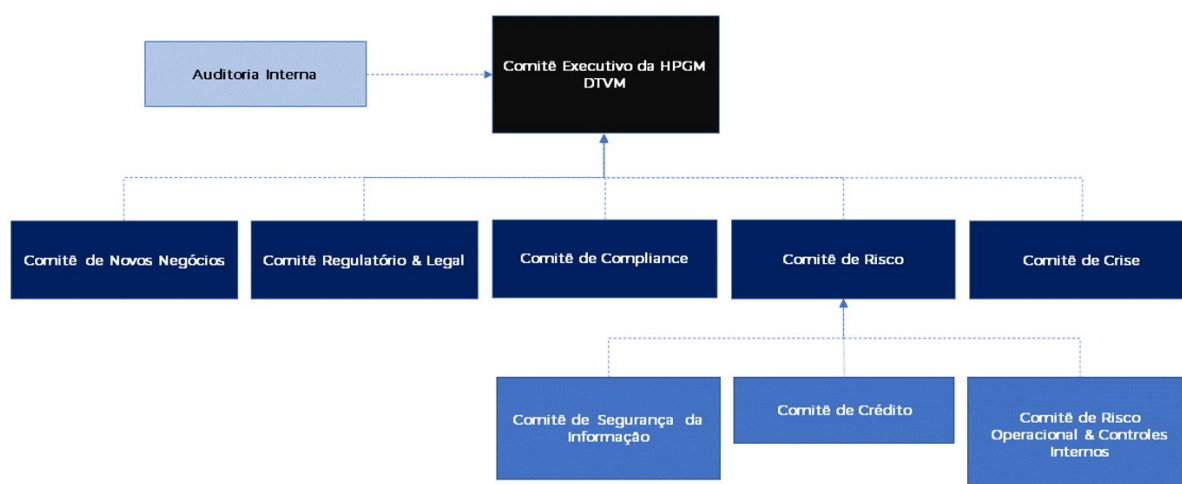 Auditoria Interna
Comitê Executivo da HPGM
DTVM
Comitê de Novos Negócios
Comitê Regulatório & Legal
Comitê de Compliance
Comitê de Risco
Comitê de Crise
Comitê de Segurança da
Informação
Comitê de Crédito
Comitê de Risco
Operacional & Controles
Internos